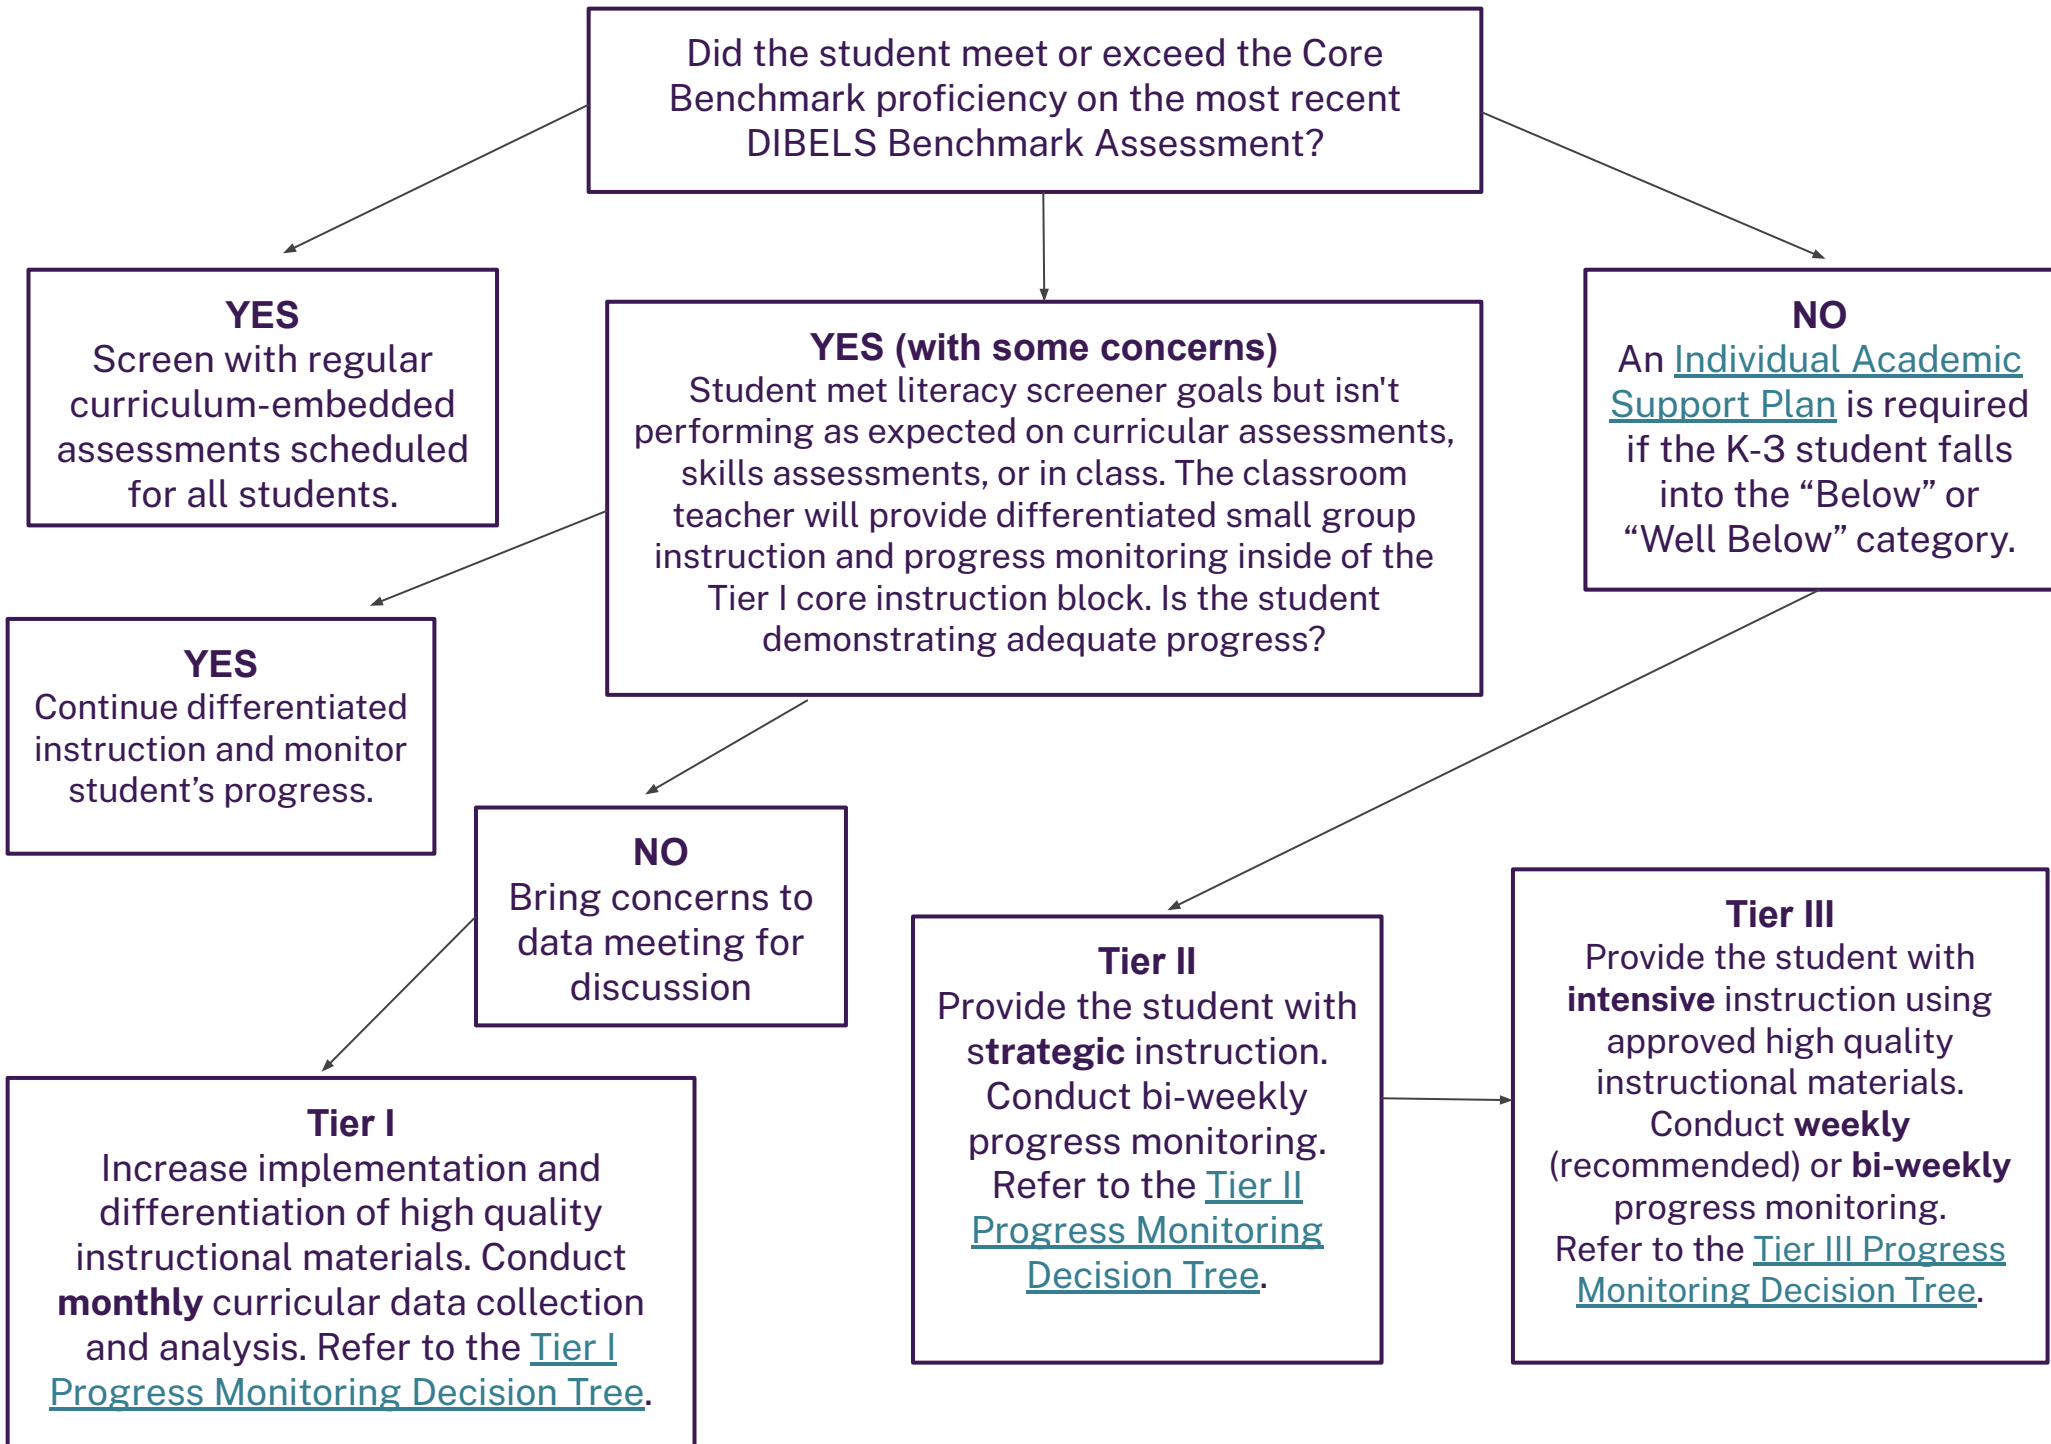 Did the student meet or exceed the Core
Benchmark proficiency on the most recent
DIBELS Benchmark Assessment?
YES
Screen with regular
curriculum-embedded
assessments scheduled
for all students.
YES (with some concerns)
Student met literacy screener goals but isn't
performing as expected on curricular assessments,
skills assessments, or in class. The classroom
teacher will provide differentiated small group
instruction and progress monitoring inside of the
Tier I core instruction block. Is the student
demonstrating adequate progress?
NO
An Individual Academic
Support Plan is required
if the K-3 student falls
into the “Below” or
“Well Below” category.
YES
Continue differentiated
instruction and monitor
student’s progress.
NO
Bring concerns to
data meeting for
discussion
Tier I
Increase implementation and
differentiation of high quality
instructional materials. Conduct
monthly curricular data collection
and analysis. Refer to the Tier I
Progress Monitoring Decision Tree.
Tier II
Provide the student with
strategic instruction.
Conduct bi-weekly
progress monitoring.
Refer to the Tier II
Progress Monitoring
Decision Tree.
Tier III
Provide the student with
intensive instruction using
approved high quality
instructional materials.
Conduct weekly
(recommended) or bi-weekly
progress monitoring.
Refer to the Tier III Progress
Monitoring Decision Tree.